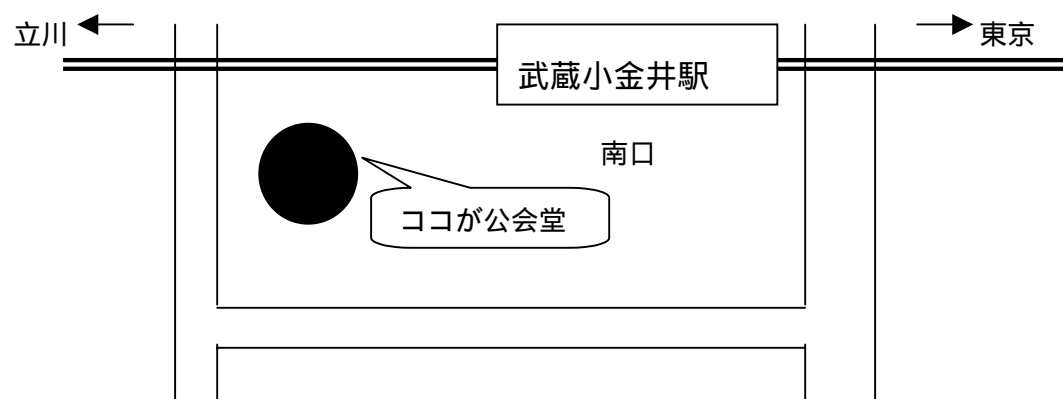 立川
東京
武蔵小金井駅
南口
ココが公会堂